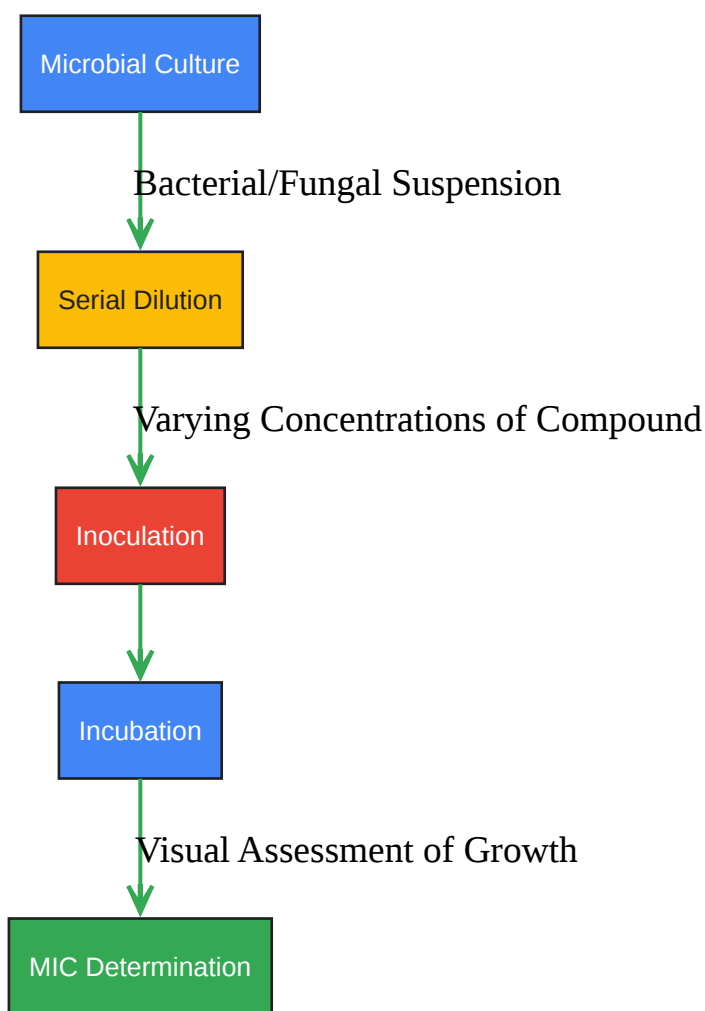 Microbial Culture
Bacterial/Fungal Suspension
Serial Dilution
Varying Concentrations of Compound
Inoculation
Incubation
Visual Assessment of Growth
MIC Determination